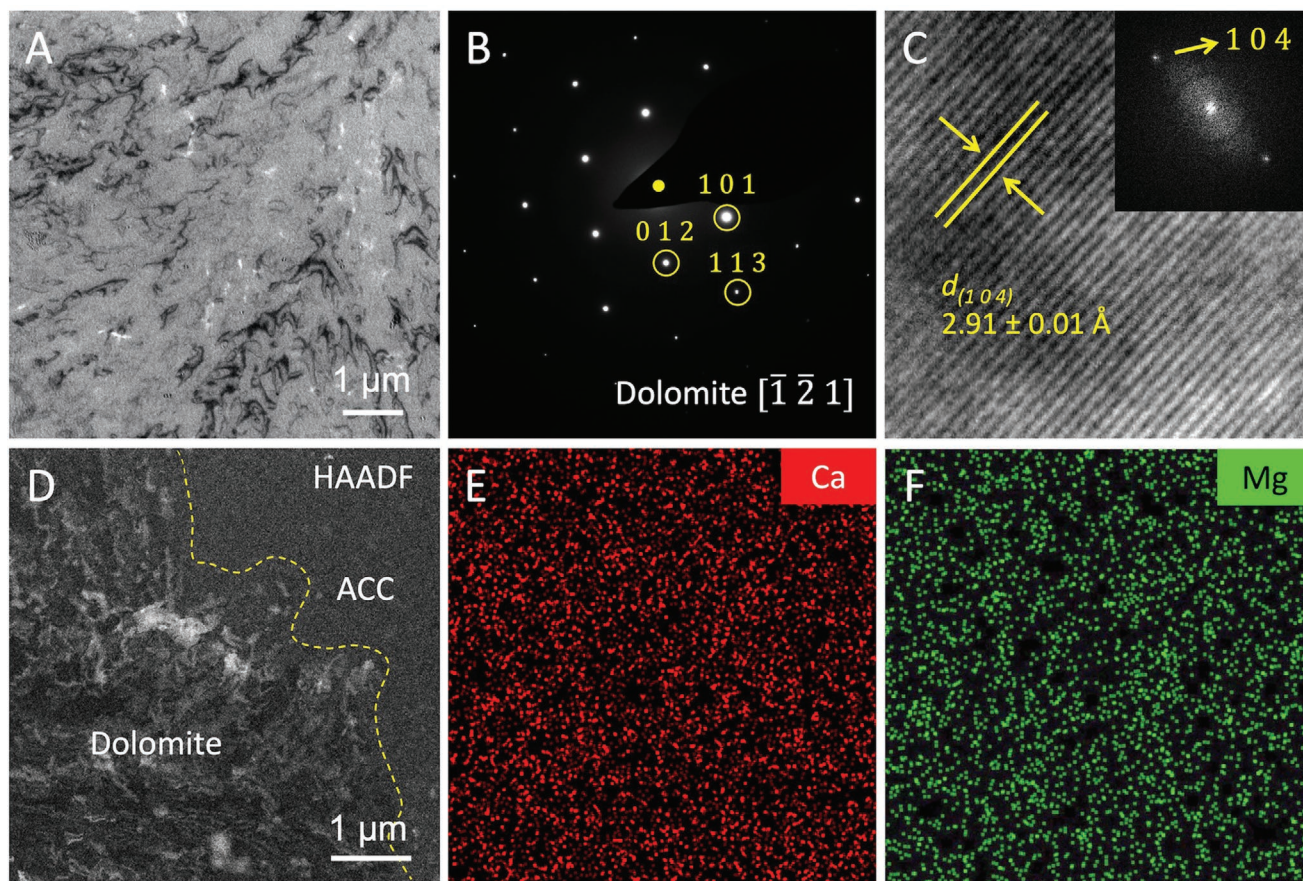 A
1 μm
B
1 0 1
0 1 2
1 1 3
Dolomite [1̅ 2̅ 1]
C
1 0 4
d(1 0 4)
2.91 ± 0.01 Å
D
HAADF
ACC
Dolomite
1 μm
E
Ca
F
Mg